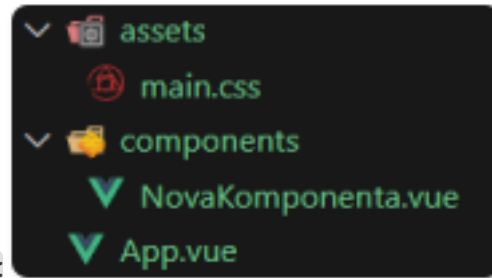 assets
main.css
components
NovaKomponenta.vue
App.vue